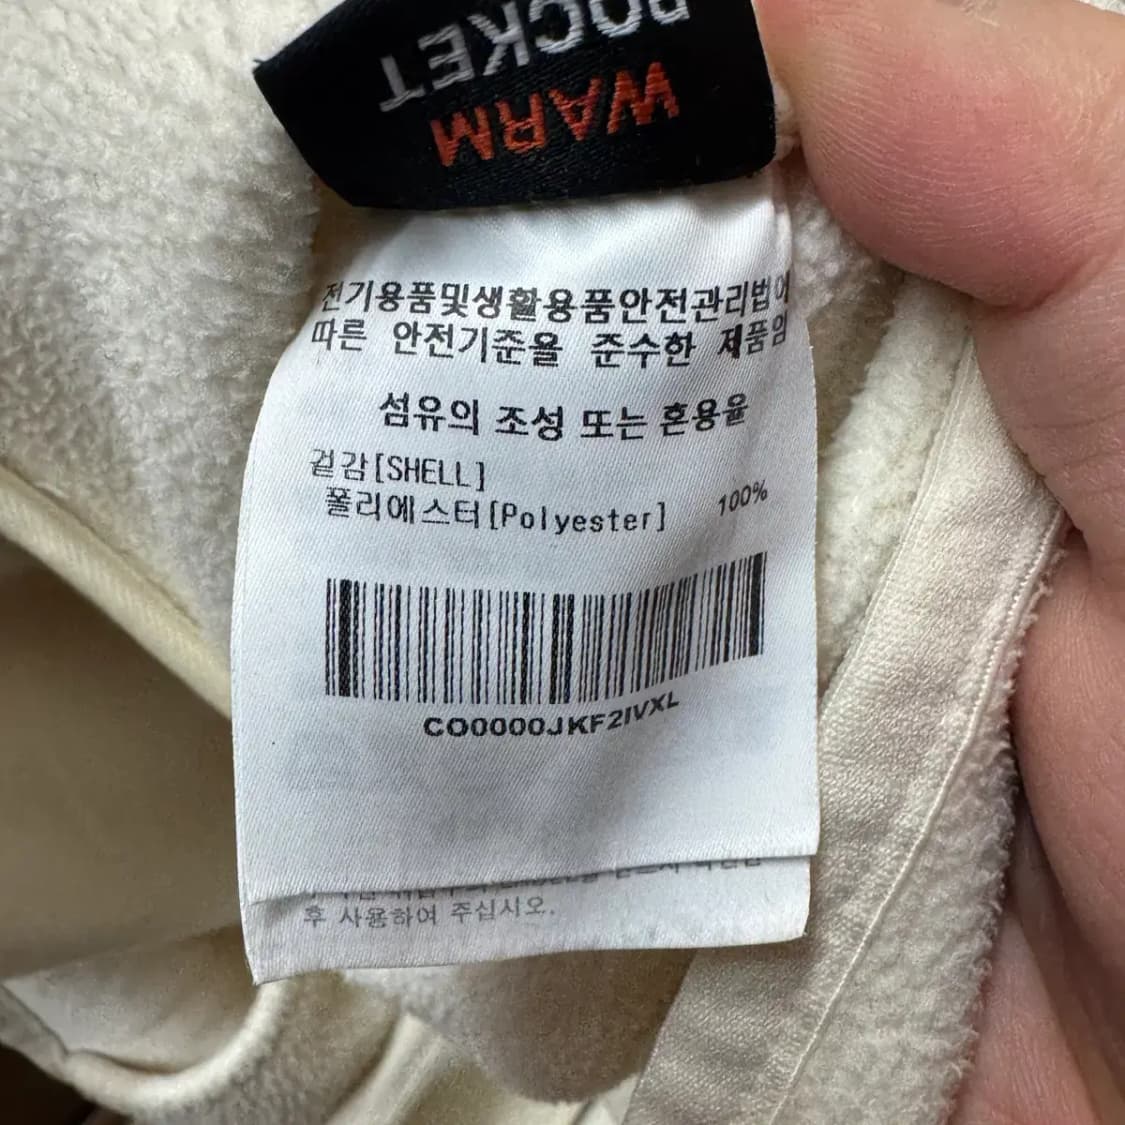 WARM
POCKET
전기용품및생활용품안전관리법에
따른 안전기준을 준수한 제품임
섬유의 조성 또는 혼용율
겉감[SHELL]
폴리에스터[Polyester] 100%
CO0000JKF2IVXL
후 사용하여 주십시오.